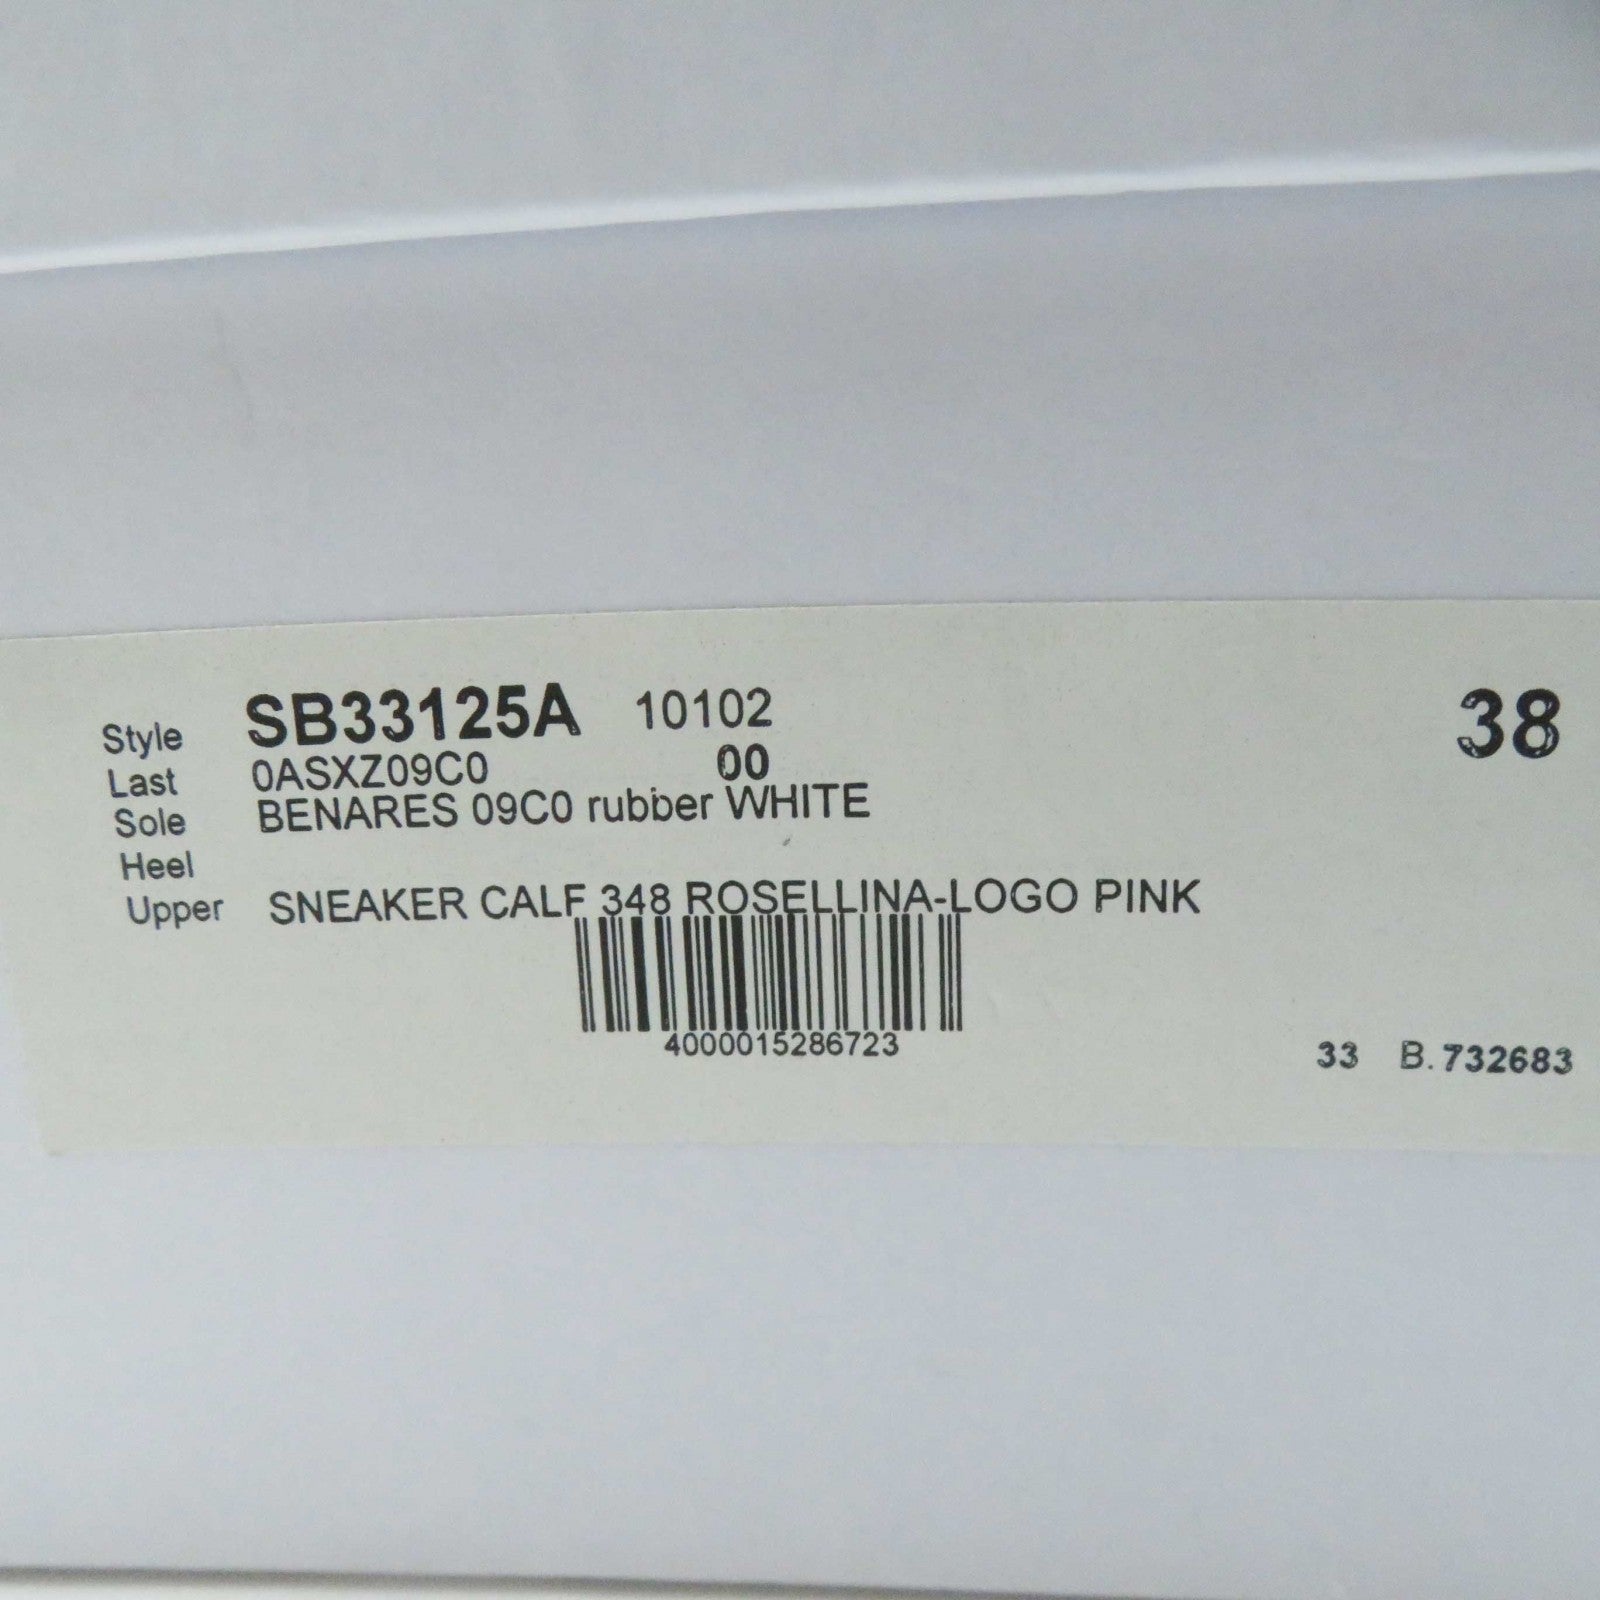 Style SB33125A 10102 38
Last 0ASXZ09C0 00
Sole BENARES 09C0 rubber WHITE
Heel
Upper SNEAKER CALF 348 ROSELLINA-LOGO PINK
4000015286723
33 B. 732683